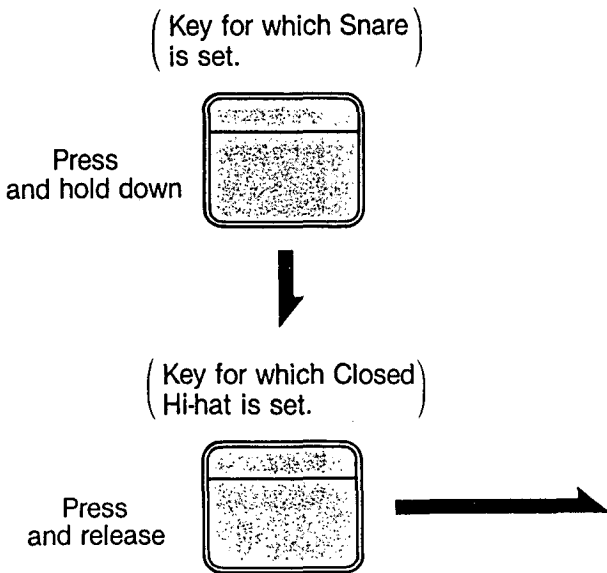 (Key for which Snare
is set.)
Press
and hold down
(Key for which Closed
Hi-hat is set.)
Press
and release